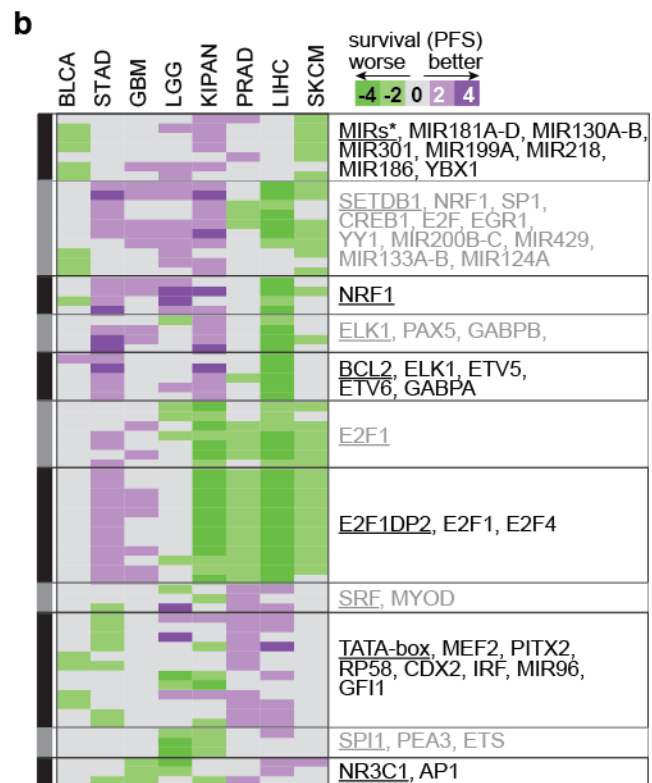 b
BLCA
STAD
GBM
LGG
KIPAN
PRAD
LIHC
SKCM
survival (PFS)
worse better
-4 -2 0 2 4
MIRs*, MIR181A-D, MIR130A-B,
MIR301, MIR199A, MIR218,
MIR186, YBX1
SETDB1, NRF1, SP1,
CREB1, E2F, EGR1,
YY1, MIR200B-C, MIR429,
MIR133A-B, MIR124A
NRF1
ELK1, PAX5, GABPB,
BCL2, ELK1, ETV5,
ETV6, GABPA
E2F1
E2F1DP2, E2F1, E2F4
SRF, MYOD
TATA-box, MEF2, PITX2,
RP58, CDX2, IRF, MIR96,
GFI1
SPI1, PEA3, ETS
NR3C1, AP1